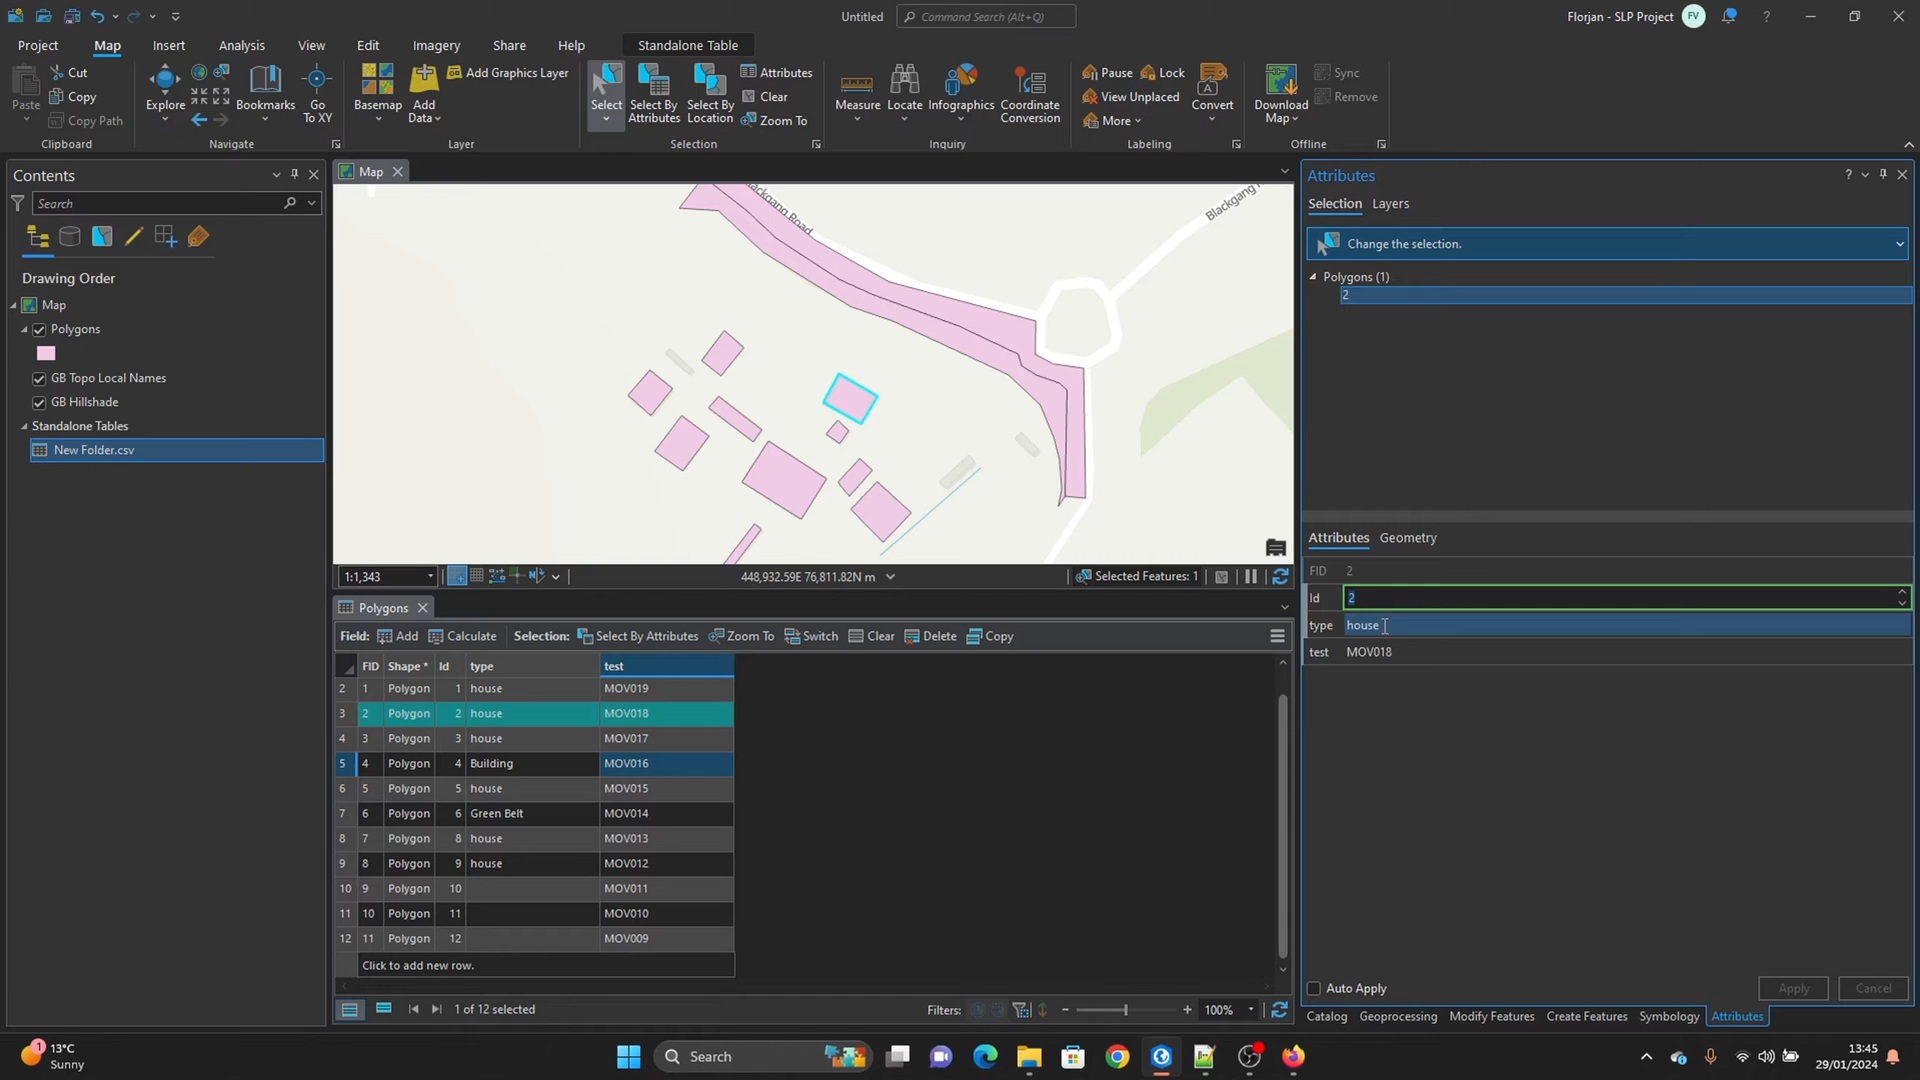 Untitled
Command Search (Alt+Q)
Florjan - SLP Project
FV
Project
Map
Insert
Analysis
View
Edit
Imagery
Share
Help
Standalone Table
Paste
Cut
Copy
Copy Path
Clipboard
Explore
Bookmarks
Go To XY
Navigate
Basemap
Add Data
Add Graphics Layer
Layer
Select
Select By Attributes
Select By Location
Attributes
Clear
Zoom To
Selection
Measure
Locate
Infographics
Coordinate Conversion
Inquiry
Pause
Lock
View Unplaced
More
Convert
Labeling
Download Map
Sync
Remove
Offline
Contents
Search
Drawing Order
Map
Polygons
GB Topo Local Names
GB Hillshade
Standalone Tables
New Folder.csv
Map
Blackgang Road
Blackgang
1:1,343
448,932.59E 76,811.82N m
Selected Features: 1
Polygons
Field:
Add
Calculate
Selection:
Select By Attributes
Zoom To
Switch
Clear
Delete
Copy
FID Shape * Id type test
2 1 Polygon 1 house MOV019
3 2 Polygon 2 house MOV018
4 3 Polygon 3 house MOV017
5 4 Polygon 4 Building MOV016
6 5 Polygon 5 house MOV015
7 6 Polygon 6 Green Belt MOV014
8 7 Polygon 8 house MOV013
9 8 Polygon 9 house MOV012
10 9 Polygon 10 MOV011
11 10 Polygon 11 MOV010
12 11 Polygon 12 MOV009
Click to add new row.
1 of 12 selected
Filters:
100%
Attributes
Selection
Layers
Change the selection.
Polygons (1)
2
Attributes
Geometry
FID 2
Id 2
type house
test MOV018
Auto Apply
Apply
Cancel
Catalog
Geoprocessing
Modify Features
Create Features
Symbology
Attributes
1
13°C
Sunny
Search
13:45
29/01/2024